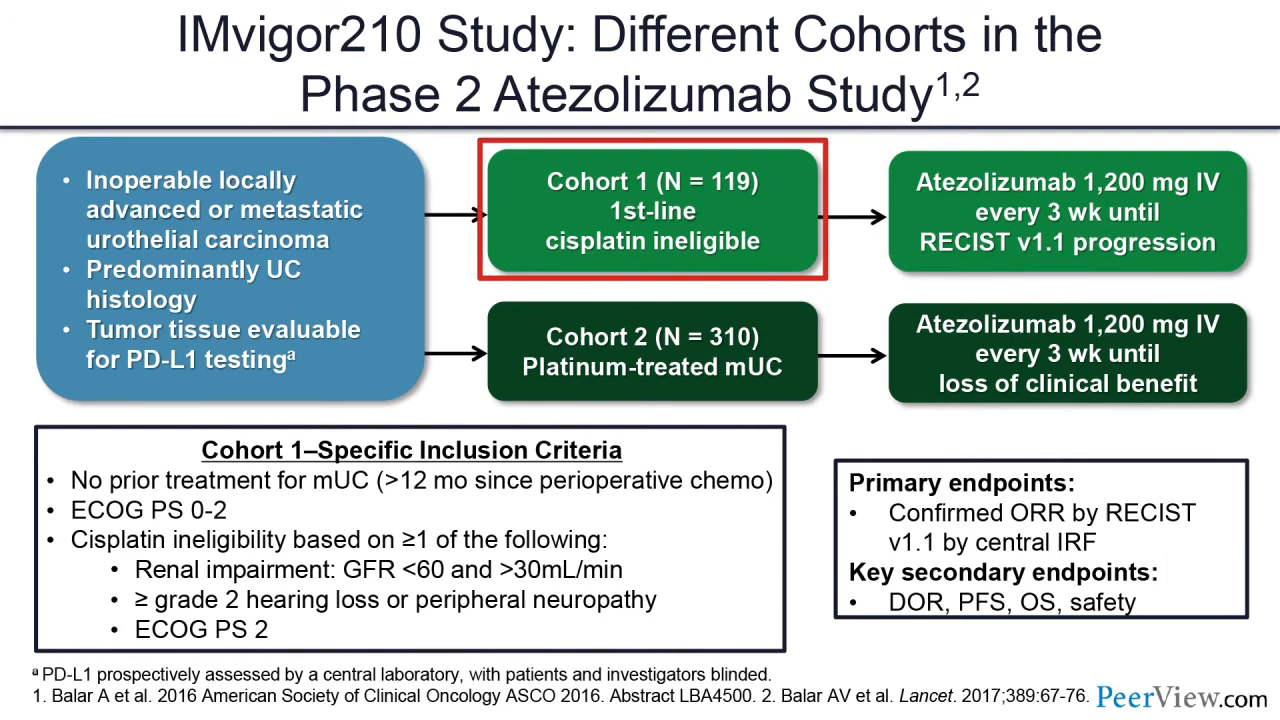 IMvigor210 Study: Different Cohorts in the
Phase 2 Atezolizumab Study1,2
• Inoperable locally
advanced or metastatic
urothelial carcinoma
• Predominantly UC
histology
• Tumor tissue evaluable
for PD-L1 testingª
Cohort 1 (N = 119)
1st-line
cisplatin ineligible
Atezolizumab 1,200 mg IV
every 3 wk until
RECIST v1.1 progression
Cohort 2 (N = 310)
Platinum-treated mUC
Atezolizumab 1,200 mg IV
every 3 wk until
loss of clinical benefit
Cohort 1–Specific Inclusion Criteria
• No prior treatment for mUC (>12 mo since perioperative chemo)
• ECOG PS 0-2
• Cisplatin ineligibility based on ≥1 of the following:
• Renal impairment: GFR <60 and >30mL/min
• ≥ grade 2 hearing loss or peripheral neuropathy
• ECOG PS 2
Primary endpoints:
• Confirmed ORR by RECIST
v1.1 by central IRF
Key secondary endpoints:
• DOR, PFS, OS, safety
ª PD-L1 prospectively assessed by a central laboratory, with patients and investigators blinded.
1. Balar A et al. 2016 American Society of Clinical Oncology ASCO 2016. Abstract LBA4500. 2. Balar AV et al. Lancet. 2017;389:67-76.
PeerView.com